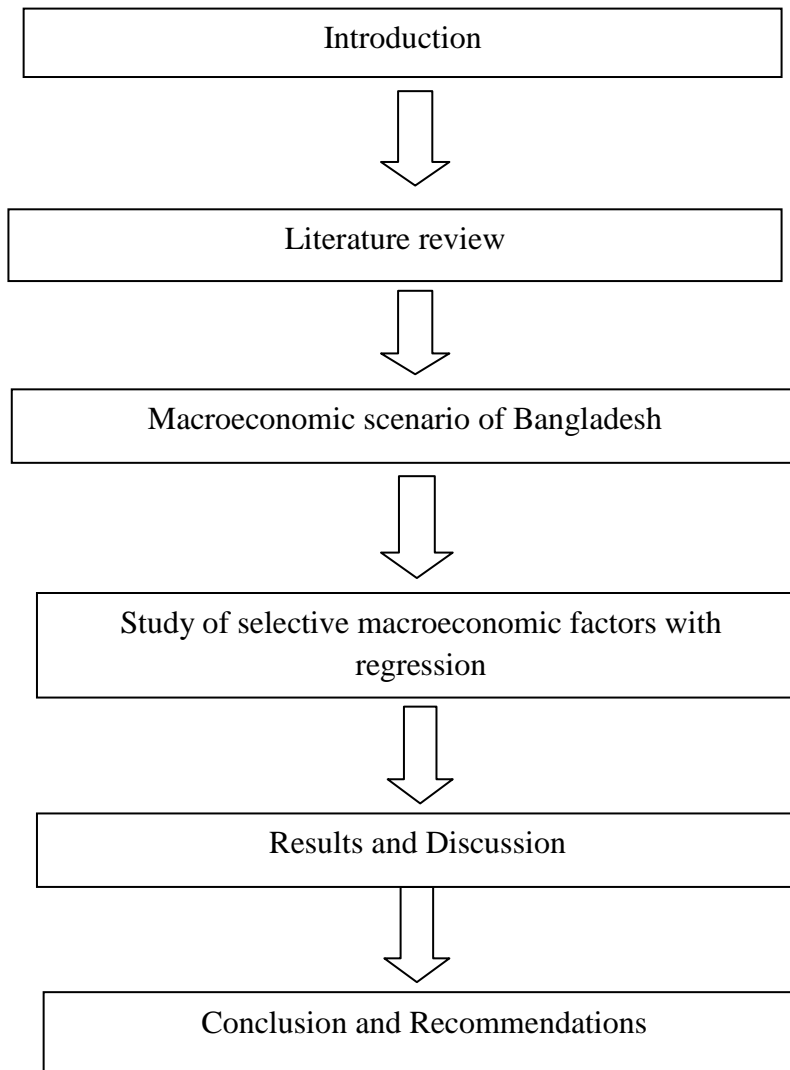 Introduction
Literature review
Macroeconomic scenario of Bangladesh
Study of selective macroeconomic factors with
regression
Results and Discussion
Conclusion and Recommendations